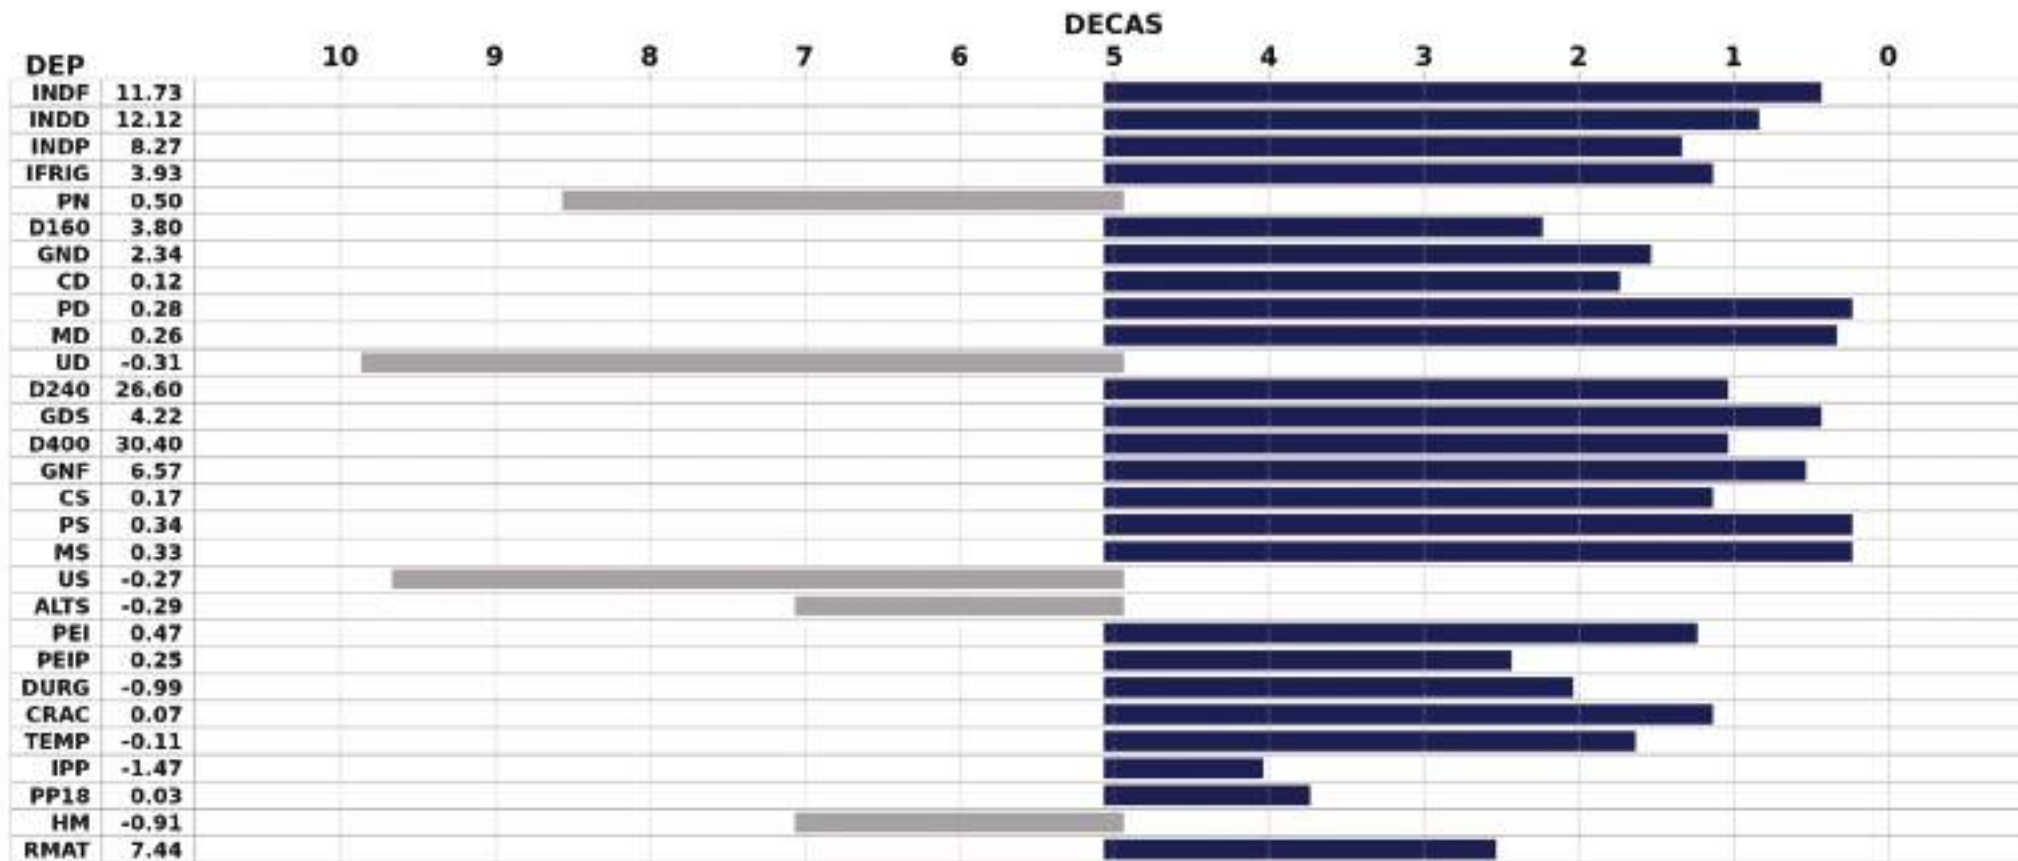 DECAS
DEP 10 9 8 7 6 5 4 3 2 1 0
INDF 11.73
INDD 12.12
INDP 8.27
IFRIG 3.93
PN 0.50
D160 3.80
GND 2.34
CD 0.12
PD 0.28
MD 0.26
UD -0.31
D240 26.60
GDS 4.22
D400 30.40
GNF 6.57
CS 0.17
PS 0.34
MS 0.33
US -0.27
ALTS -0.29
PEI 0.47
PEIP 0.25
DURG -0.99
CRAC 0.07
TEMP -0.11
IPP -1.47
PP18 0.03
HM -0.91
RMAT 7.44